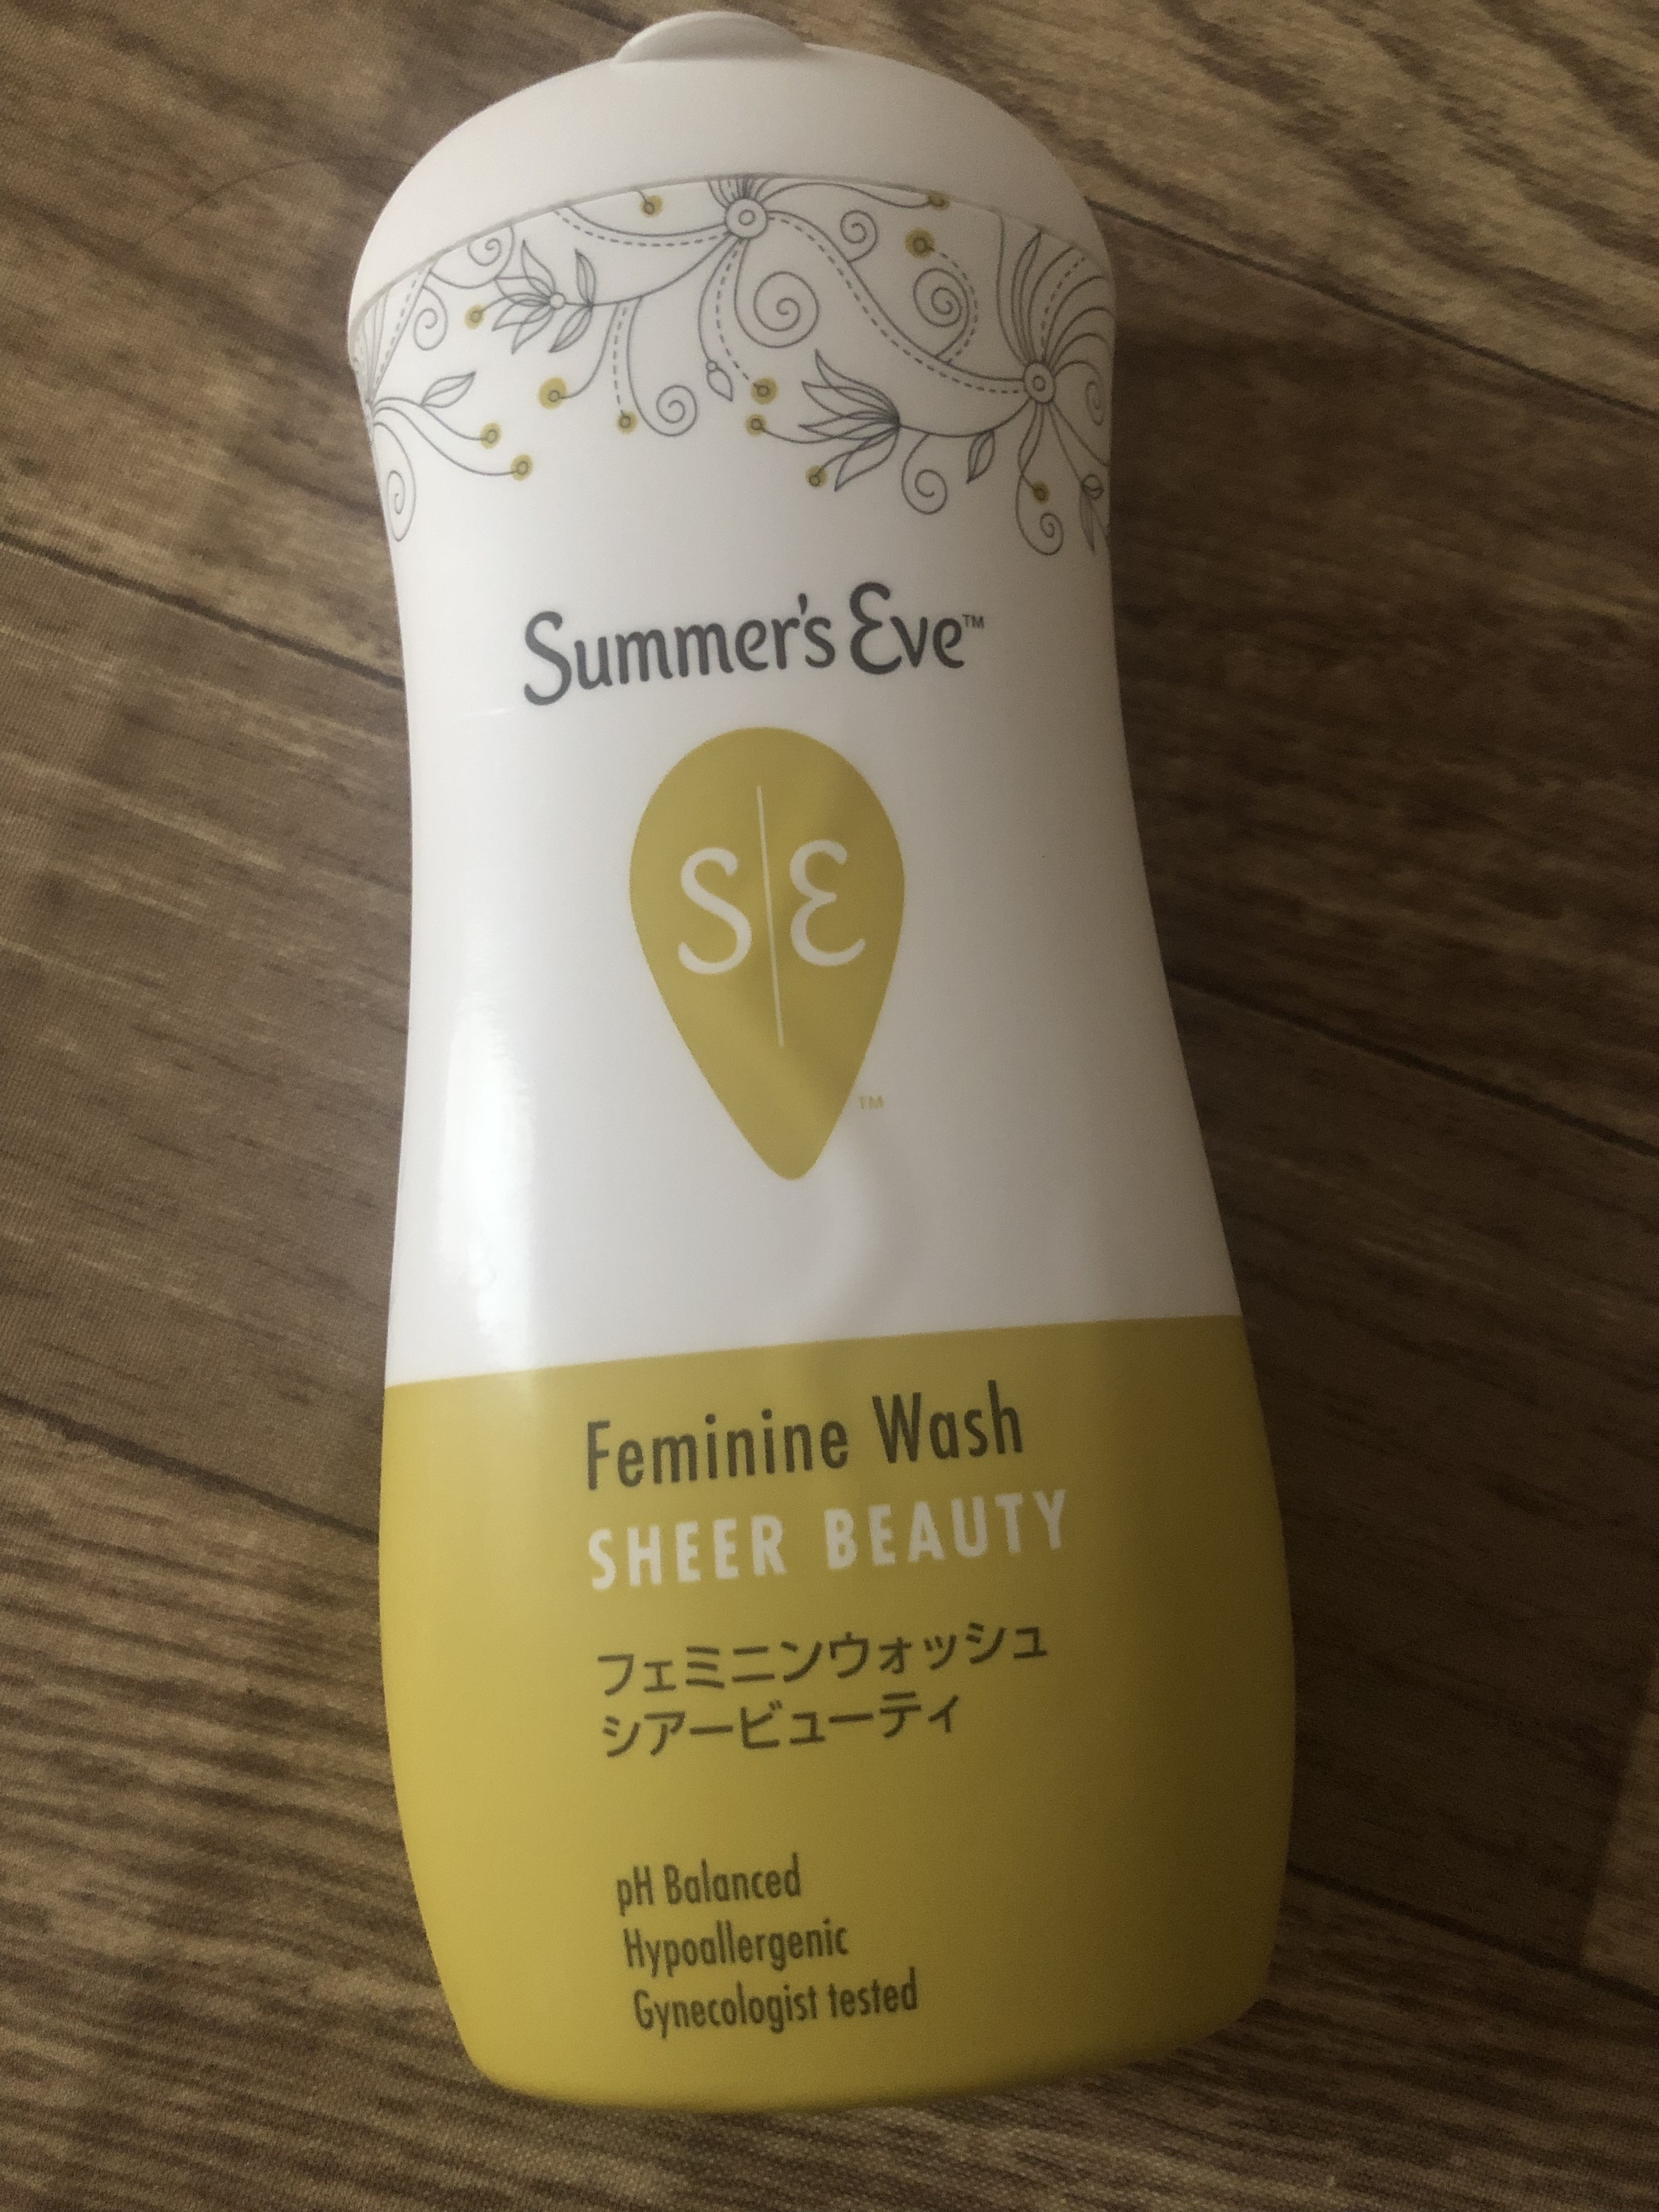 Summer's Eve™
S|E
™
Feminine Wash
SHEER BEAUTY
フェミニンウォッシュ
シアービューティ
pH Balanced
Hypoallergenic
Gynecologist tested